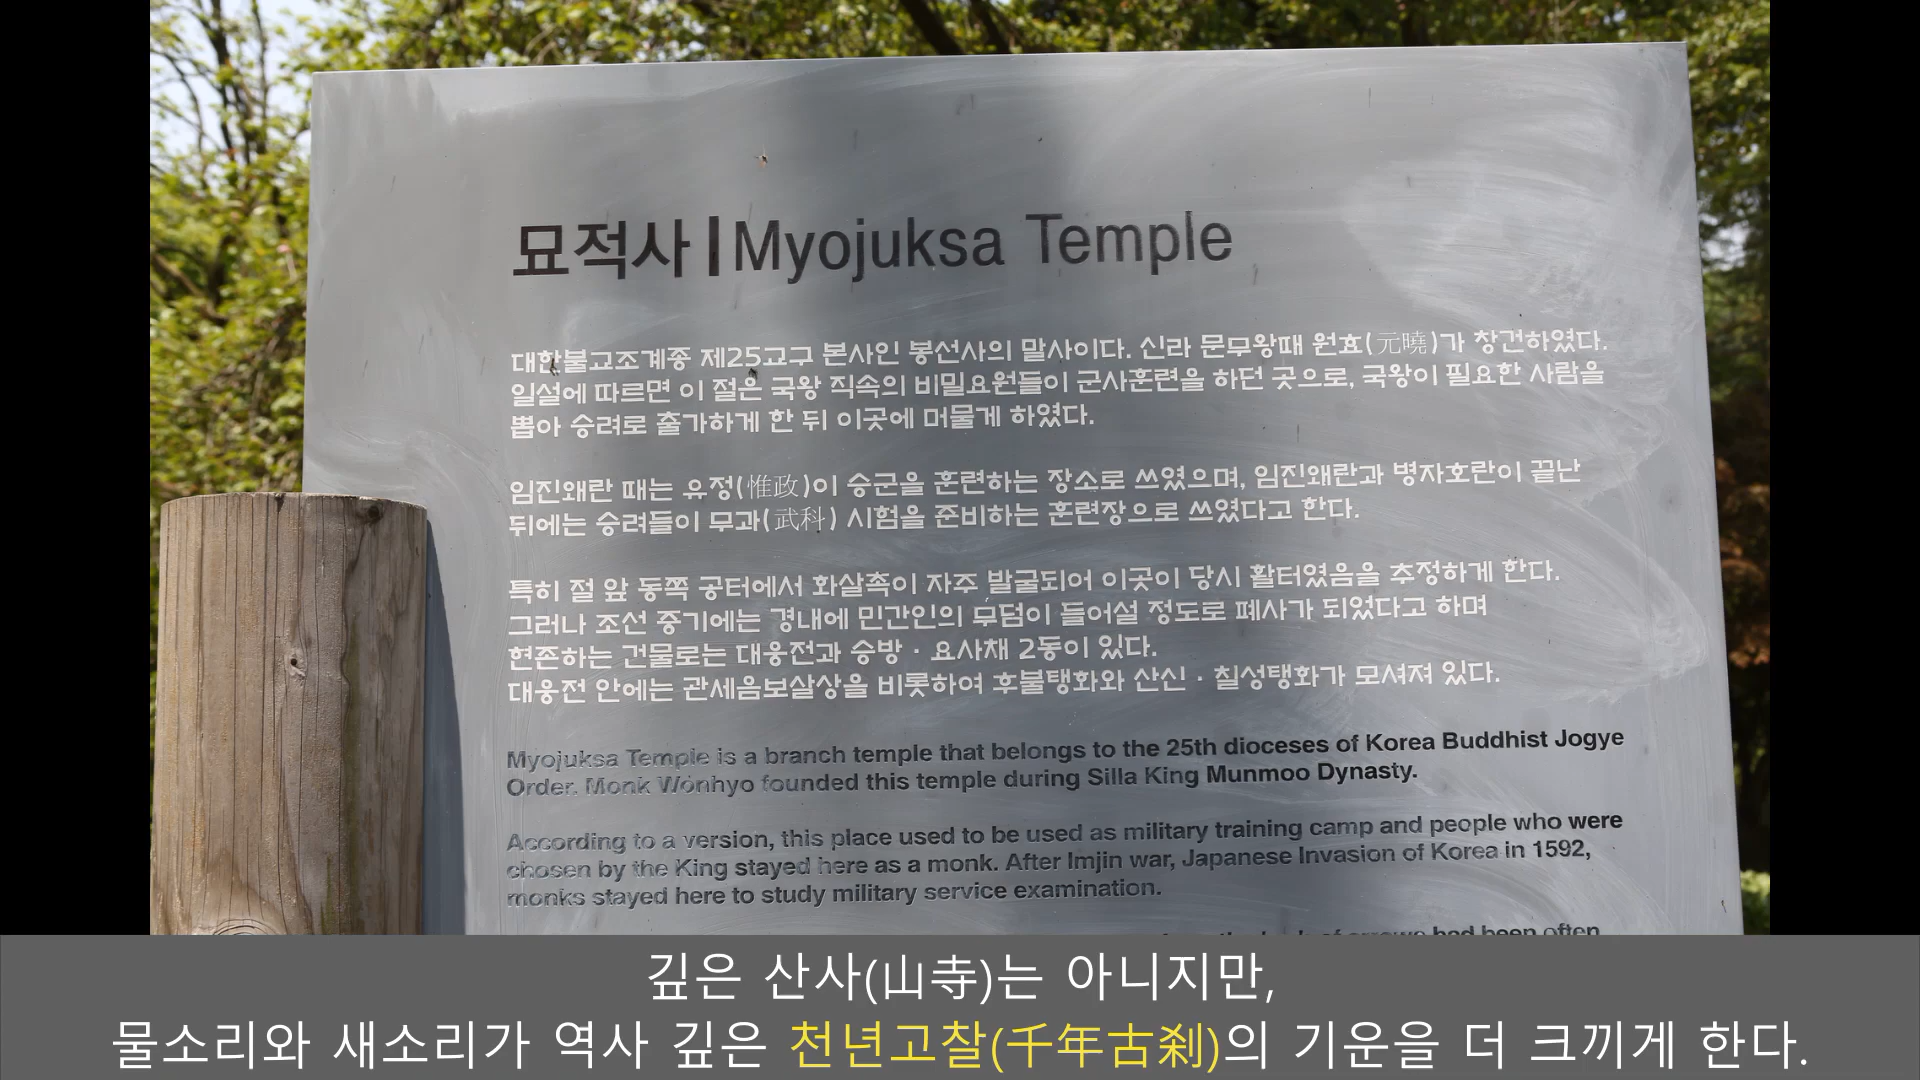 묘적사 | Myojuksa Temple
대한불교조계종 제25교구 본사인 봉선사의 말사이다. 신라 문무왕때 원효(元曉)가 창건하였다.
일설에 따르면 이 절은 국왕 직속의 비밀요원들이 군사훈련을 하던 곳으로, 국왕이 필요한 사람을
뽑아 승려로 출가하게 한 뒤 이곳에 머물게 하였다.
임진왜란 때는 유정(惟政)이 승군을 훈련하는 장소로 쓰였으며, 임진왜란과 병자호란이 끝난
뒤에는 승려들이 무과(武科) 시험을 준비하는 훈련장으로 쓰였다고 한다.
특히 절 앞 동쪽 공터에서 화살촉이 자주 발굴되어 이곳이 당시 활터였음을 추정하게 한다.
그러나 조선 중기에는 경내에 민간인의 무덤이 들어설 정도로 폐사가 되었다고 하며
현존하는 건물로는 대웅전과 승방 · 요사채 2동이 있다.
대웅전 안에는 관세음보살상을 비롯하여 후불탱화와 산신 · 칠성탱화가 모셔져 있다.
Myojuksa Temple is a branch temple that belongs to the 25th dioceses of Korea Buddhist Jogye
Order. Monk Wonhyo founded this temple during Silla King Munmoo Dynasty.
According to a version, this place used to be used as military training camp and people who were
chosen by the King stayed here as a monk. After Imjin war, Japanese Invasion of Korea in 1592,
monks stayed here to study military service examination.
had been often
깊은 산사(山寺)는 아니지만,
물소리와 새소리가 역사 깊은 천년고찰(千年古刹)의 기운을 더 크끼게 한다.